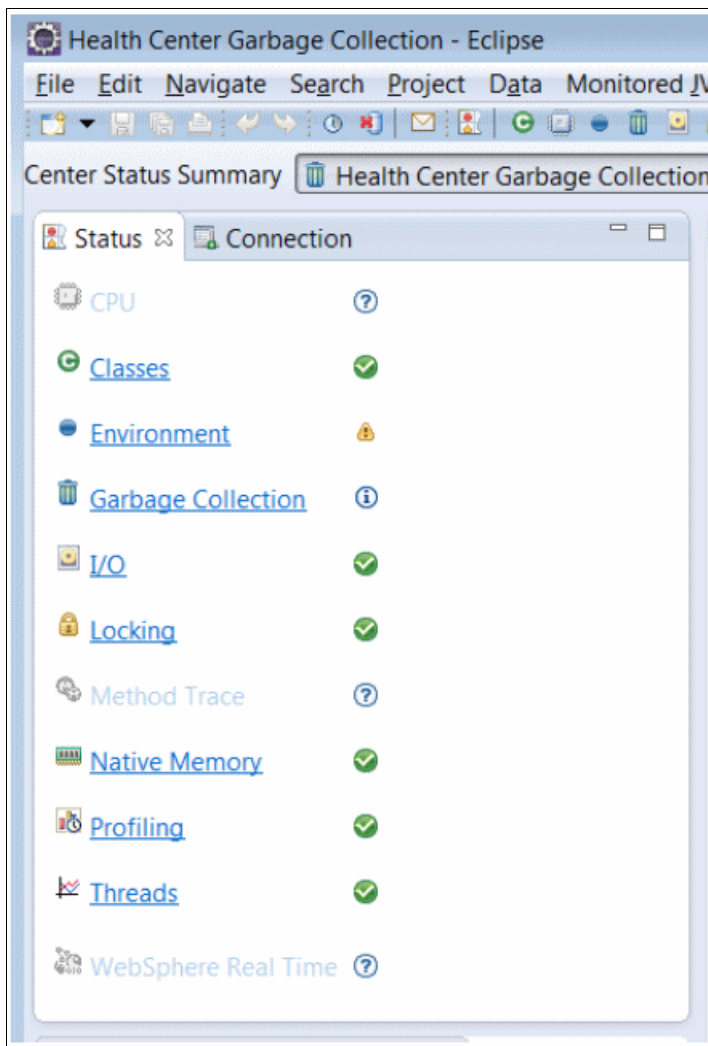 Health Center Garbage Collection - Eclipse
File Edit Navigate Search Project Data Monitored JV
Center Status Summary Health Center Garbage Collection
Status Connection
CPU
Classes
Environment
Garbage Collection
I/O
Locking
Method Trace
Native Memory
Profiling
Threads
WebSphere Real Time